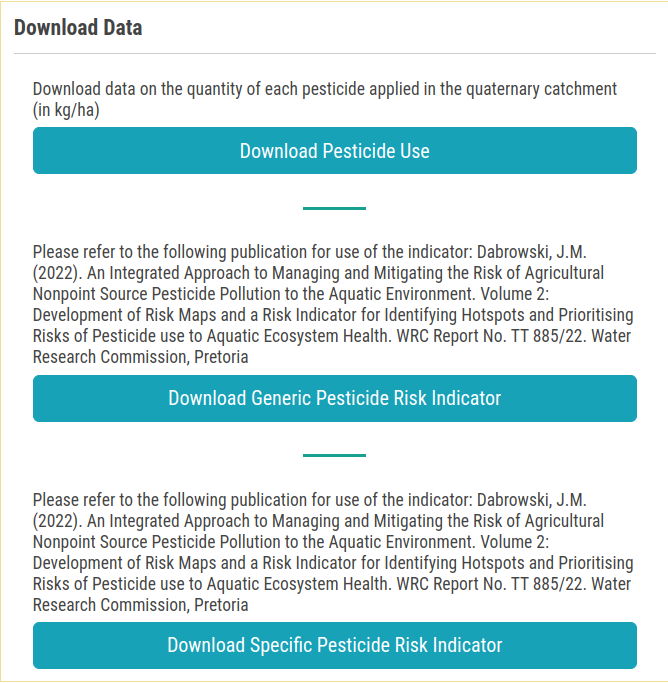 Download Data
Download data on the quantity of each pesticide applied in the quaternary catchment
(in kg/ha)
Download Pesticide Use
Please refer to the following publication for use of the indicator: Dabrowski, J.M.
(2022). An Integrated Approach to Managing and Mitigating the Risk of Agricultural
Nonpoint Source Pesticide Pollution to the Aquatic Environment. Volume 2:
Development of Risk Maps and a Risk Indicator for Identifying Hotspots and Prioritising
Risks of Pesticide use to Aquatic Ecosystem Health. WRC Report No. TT 885/22. Water
Research Commission, Pretoria
Download Generic Pesticide Risk Indicator
Please refer to the following publication for use of the indicator: Dabrowski, J.M.
(2022). An Integrated Approach to Managing and Mitigating the Risk of Agricultural
Nonpoint Source Pesticide Pollution to the Aquatic Environment. Volume 2:
Development of Risk Maps and a Risk Indicator for Identifying Hotspots and Prioritising
Risks of Pesticide use to Aquatic Ecosystem Health. WRC Report No. TT 885/22. Water
Research Commission, Pretoria
Download Specific Pesticide Risk Indicator